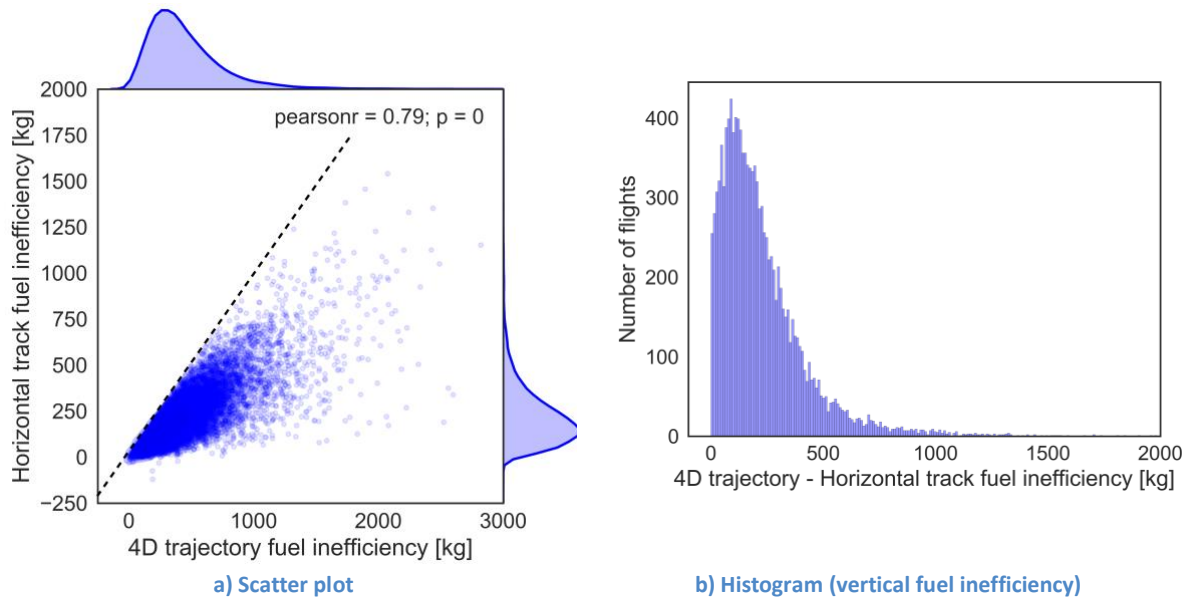 2000
1750
1500
1250
1000
750
500
250
0
−250
Horizontal track fuel inefficiency [kg]
pearsonr = 0.79; p = 0
0 1000 2000 3000
4D trajectory fuel inefficiency [kg]
a) Scatter plot
400
300
200
100
0
Number of flights
0 500 1000 1500 2000
4D trajectory - Horizontal track fuel inefficiency [kg]
b) Histogram (vertical fuel inefficiency)